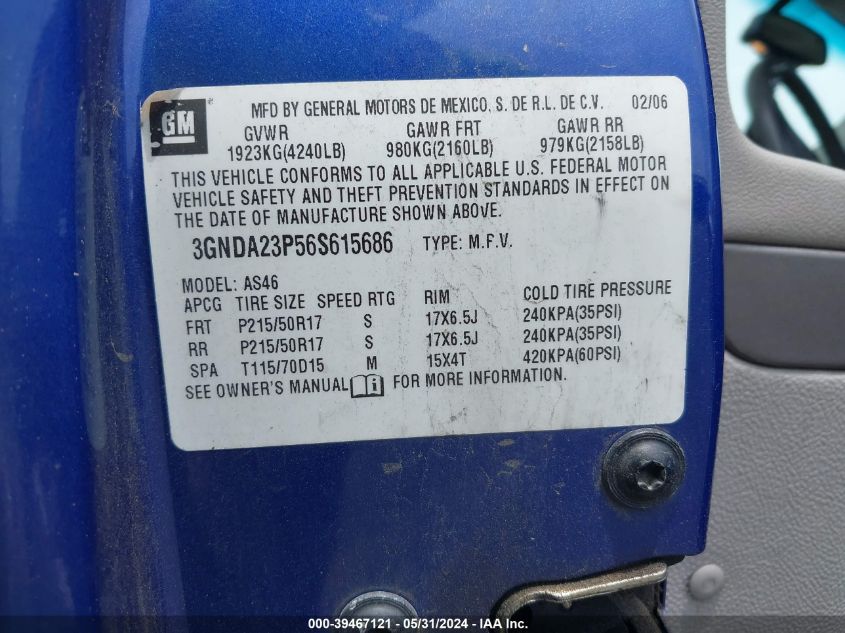 GM ® MFD BY GENERAL MOTORS DE MEXICO, S. DE R.L. DE C.V. 02/06
GVWR GAWR FRT GAWR RR
1923KG(4240LB) 980KG(2160LB) 979KG(2158LB)
THIS VEHICLE CONFORMS TO ALL APPLICABLE U.S. FEDERAL MOTOR
VEHICLE SAFETY AND THEFT PREVENTION STANDARDS IN EFFECT ON
THE DATE OF MANUFACTURE SHOWN ABOVE.
3GNDA23P56S615686 TYPE: M.F.V.
MODEL: AS46
APCG TIRE SIZE SPEED RTG RIM COLD TIRE PRESSURE
FRT P215/50R17 S 17X6.5J 240KPA(35PSI)
RR P215/50R17 S 17X6.5J 240KPA(35PSI)
SPA T115/70D15 M 15X4T 420KPA(60PSI)
SEE OWNER'S MANUAL i FOR MORE INFORMATION.
000-39467121 - 05/31/2024 - IAA Inc.